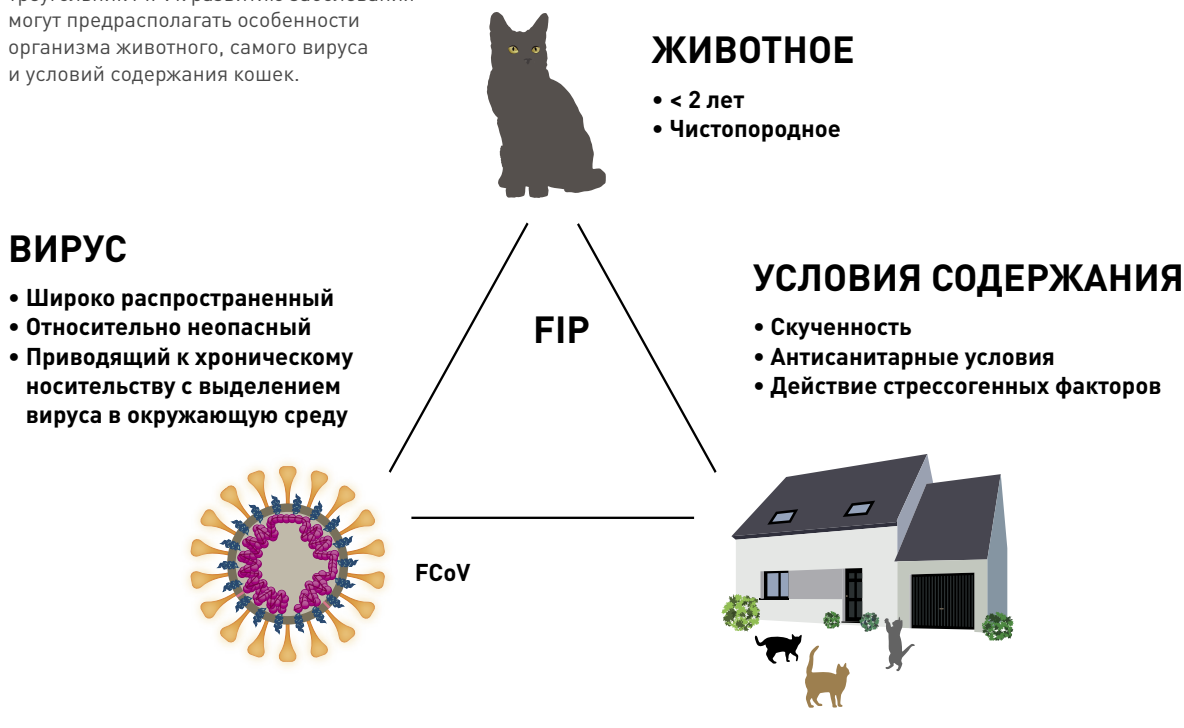 могут предрасполагать особенности
организма животного, самого вируса
и условий содержания кошек.
ЖИВОТНОЕ
• < 2 лет
• Чистопородное
ВИРУС
• Широко распространенный
• Относительно неопасный
• Приводящий к хроническому
носительству с выделением
вируса в окружающую среду
FIP
УСЛОВИЯ СОДЕРЖАНИЯ
• Скученность
• Антисанитарные условия
• Действие стрессогенных факторов
FCoV